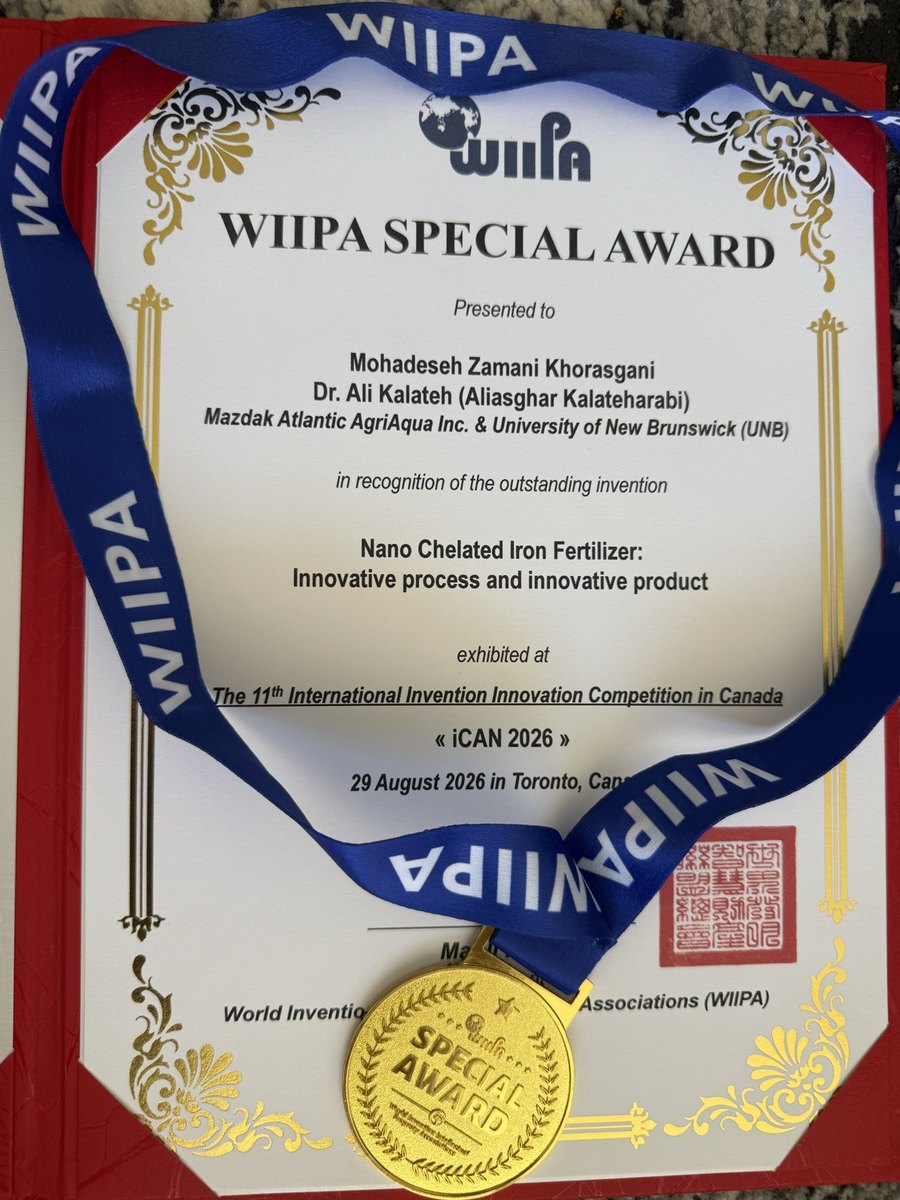 WIIPA
WIIPA
WIIPA
WIIPA SPECIAL AWARD
Presented to
Mohadeseh Zamani Khorasgani
Dr. Ali Kalateh (Aliasghar Kalateharabi)
Mazdak Atlantic AgriAqua Inc. & University of New Brunswick (UNB)
in recognition of the outstanding invention
Nano Chelated Iron Fertilizer:
Innovative process and innovative product
exhibited at
The 11th International Invention Innovation Competition in Canada
« iCAN 2026 »
29 August 2026 in Toronto,
WIIPA
WIIPA
WIIPA
World Associations (WIIPA)
SPECIAL
AWARD